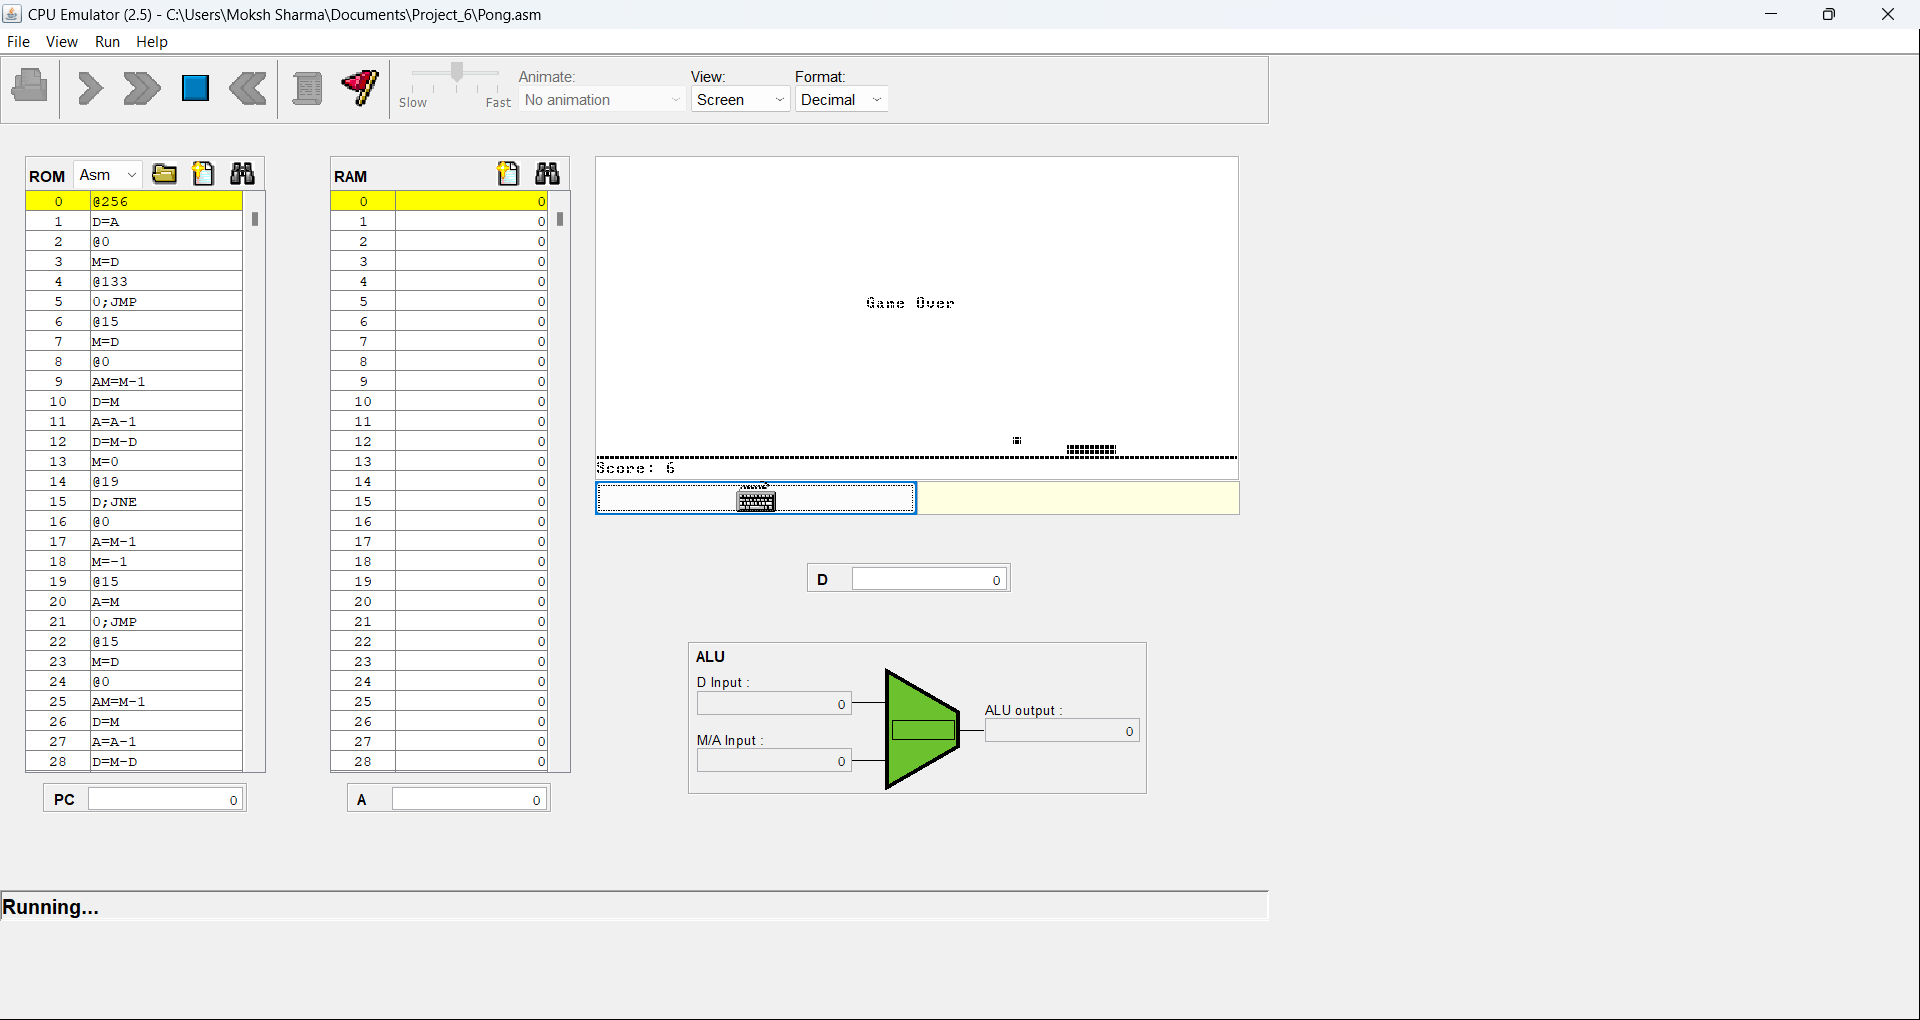 CPU Emulator (2.5) - C:\Users\Moksh Sharma\Documents\Project_6\Pong.asm
File View Run Help
Slow Fast
Animate:
No animation
View:
Screen
Format:
Decimal
ROM Asm
0 @256
1 D=A
2 @0
3 M=D
4 @133
5 0;JMP
6 @15
7 M=D
8 @0
9 AM=M-1
10 D=M
11 A=A-1
12 D=M-D
13 M=0
14 @19
15 D;JNE
16 @0
17 A=M-1
18 M=-1
19 @15
20 A=M
21 0;JMP
22 @15
23 M=D
24 @0
25 AM=M-1
26 D=M
27 A=A-1
28 D=M-D
PC 0
RAM
0 0
1 0
2 0
3 0
4 0
5 0
6 0
7 0
8 0
9 0
10 0
11 0
12 0
13 0
14 0
15 0
16 0
17 0
18 0
19 0
20 0
21 0
22 0
23 0
24 0
25 0
26 0
27 0
28 0
A 0
Game Over
Score: 6
D 0
ALU
D Input :
0
M/A Input :
0
ALU output :
0
Running...